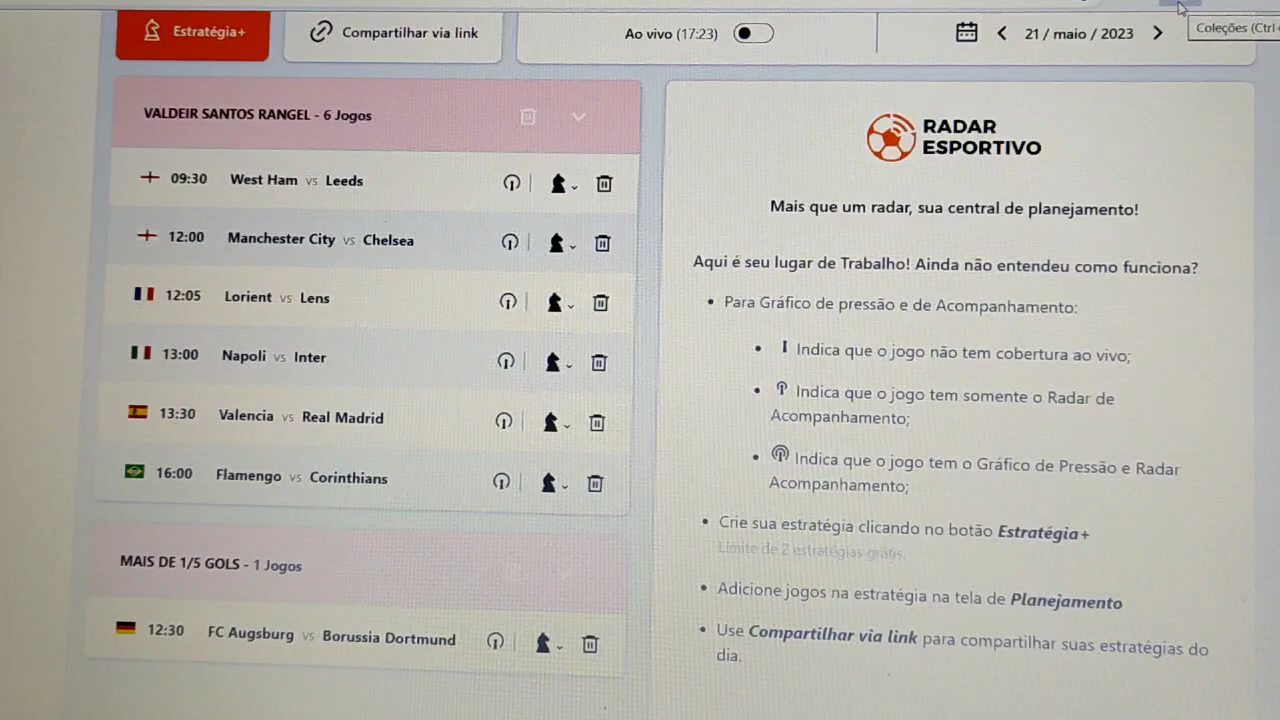 Coleções (Ctrl+
Estratégia+
Compartilhar via link
Ao vivo (17:23)
21 / maio / 2023
VALDEIR SANTOS RANGEL - 6 Jogos
09:30 West Ham vs Leeds
12:00 Manchester City vs Chelsea
12:05 Lorient vs Lens
13:00 Napoli vs Inter
13:30 Valencia vs Real Madrid
16:00 Flamengo vs Corinthians
MAIS DE 1/5 GOLS - 1 Jogos
12:30 FC Augsburg vs Borussia Dortmund
RADAR
ESPORTIVO
Mais que um radar, sua central de planejamento!
Aqui é seu lugar de Trabalho! Ainda não entendeu como funciona?
• Para Gráfico de pressão e de Acompanhamento:
• Indica que o jogo não tem cobertura ao vivo;
• Indica que o jogo tem somente o Radar de
Acompanhamento;
• Indica que o jogo tem o Gráfico de Pressão e Radar
Acompanhamento;
• Crie sua estratégia clicando no botão Estratégia+
Limite de 2 estratégias grátis.
• Adicione jogos na estratégia na tela de Planejamento
• Use Compartilhar via link para compartilhar suas estratégias do
dia.